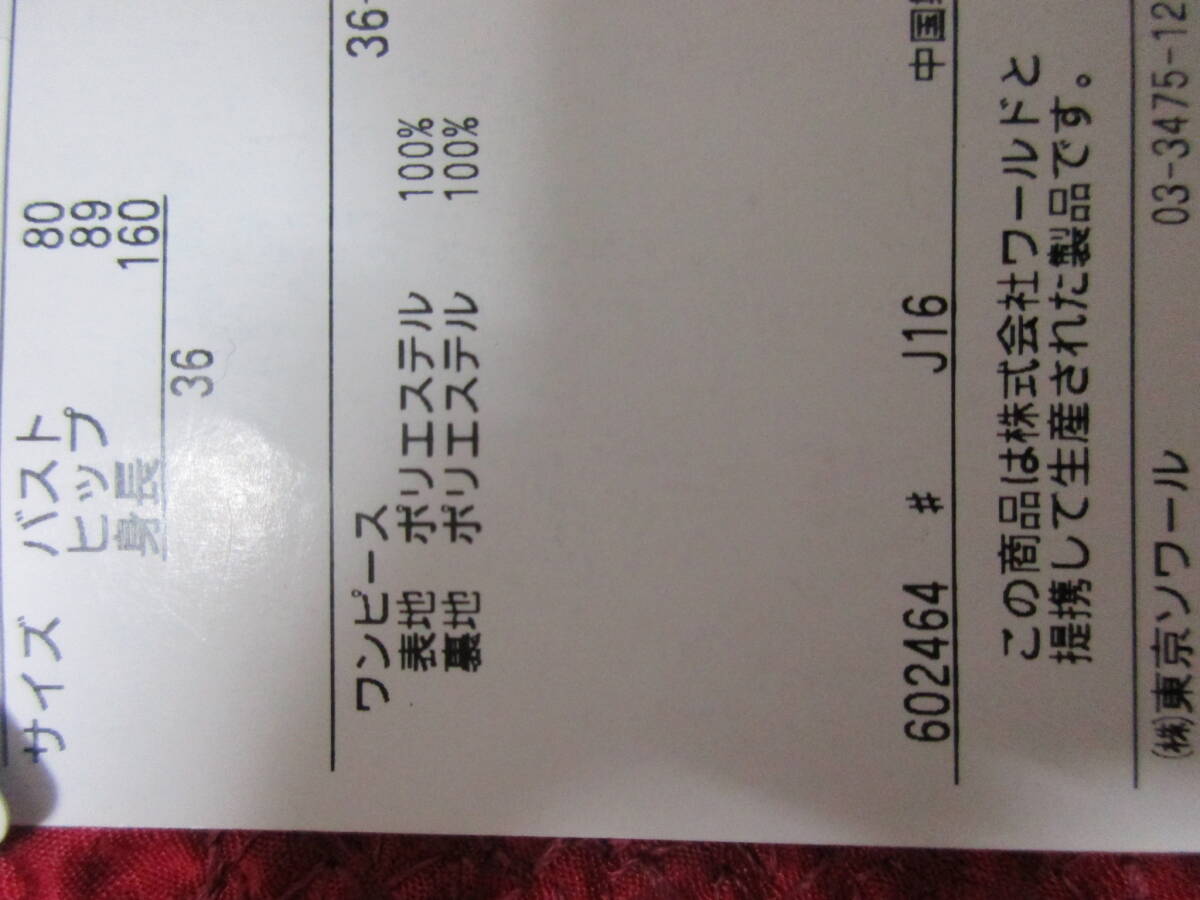 サイズ バスト 80
ヒップ 89
身長 160
36
ワンピース 36-
表地 ポリエステル 100%
裏地 ポリエステル 100%
602464 # J16 中国
この商品は株式会社ワールドと
提携して生産された製品です。
(株)東京ソワール 03-3475-12